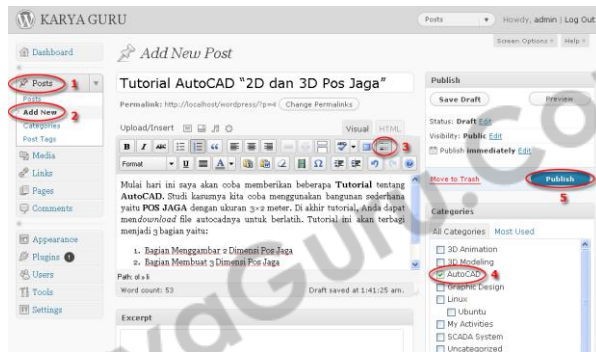 KARYA GURU
Posts
Howdy, admin | Log Out
Screen Options
Help
Dashboard
Add New Post
Posts
1
Posts
Add New
2
Categories
Post Tags
Media
Links
Pages
Comments
Appearance
Plugins 1
Users
Tools
Settings
Tutorial AutoCAD "2D dan 3D Pos Jaga"
Permalink: http://localhost/wordpress/?p=4 Change Permalinks
Upload/Insert
Visual
HTML
B I ABC
3
Format
U A
Ω
Mulai hari ini saya akan coba memberikan beberapa Tutorial tentang
AutoCAD. Studi kasusnya kita coba menggunakan bangunan sederhana
yaitu POS JAGA dengan ukuran 3×2 meter. Di akhir tutorial, Anda dapat
mendownload file autocadnya untuk berlatih. Tutorial ini akan terbagi
menjadi 3 bagian yaitu:
1. Bagian Menggambar 2 Dimensi Pos Jaga
2. Bagian Membuat 3 Dimensi Pos Jaga
Path: ol » li
Word count: 53
Draft saved at 1:41:25 am.
Excerpt
Publish
Save Draft
Preview
Status: Draft Edit
Visibility: Public Edit
Publish immediately Edit
Move to Trash
Publish
5
Categories
All Categories
Most Used
3D Animation
3D Modeling
AutoCAD
4
Graphic Design
Linux
Ubuntu
My Activities
SCADA System
Uncategorized